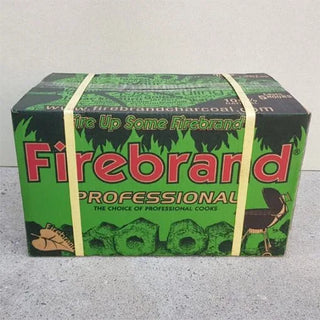 www.firebrandcharcoal.com
Fire Up Some Firebrand
Firebrand®
PROFESSIONAL
THE CHOICE OF PROFESSIONAL COOKS